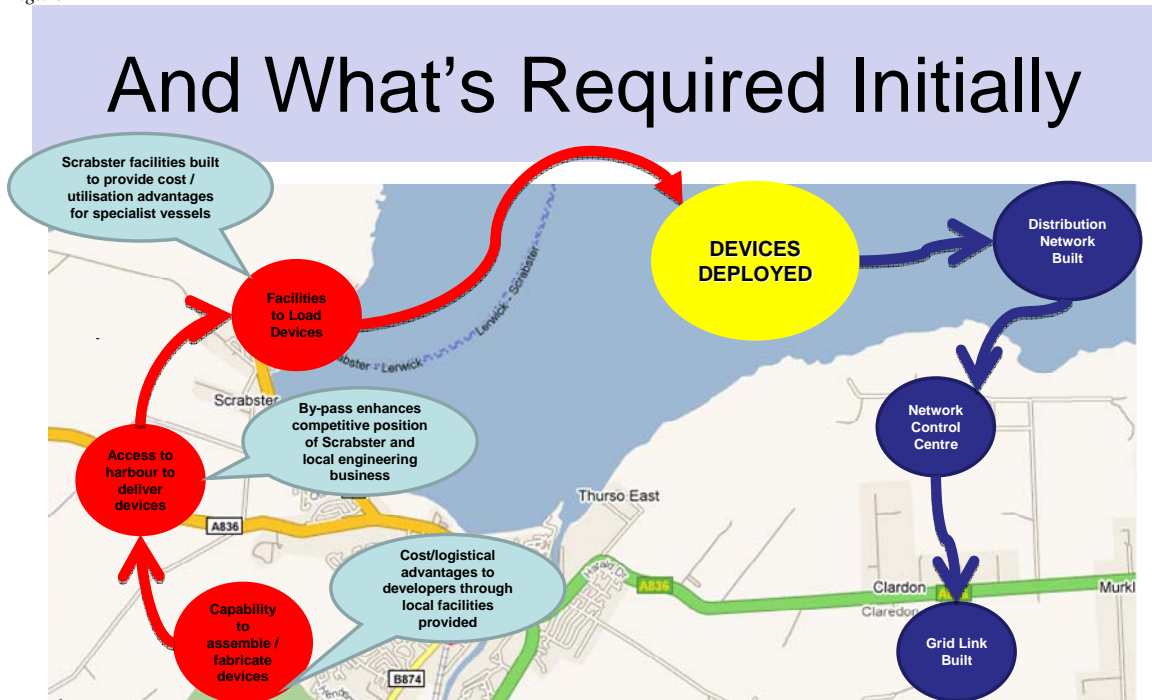 And What's Required Initially
Scrabster facilities built
to provide cost /
utilisation advantages
for specialist vessels
Facilities
to Load
Devices
DEVICES
DEPLOYED
Distribution
Network
Built
Lerwick - Scrabster
Lerwick
Scrabster
By-pass enhances
competitive position
of Scrabster and
local engineering
business
Network
Control
Centre
Access to
harbour to
deliver
devices
Thurso East
A836
Cost/logistical
advantages to
developers through
local facilities
provided
Harald Dr
A836
Clardon
Claredon
Capability
to
assemble /
fabricate
devices
Grid Link
Built
B874